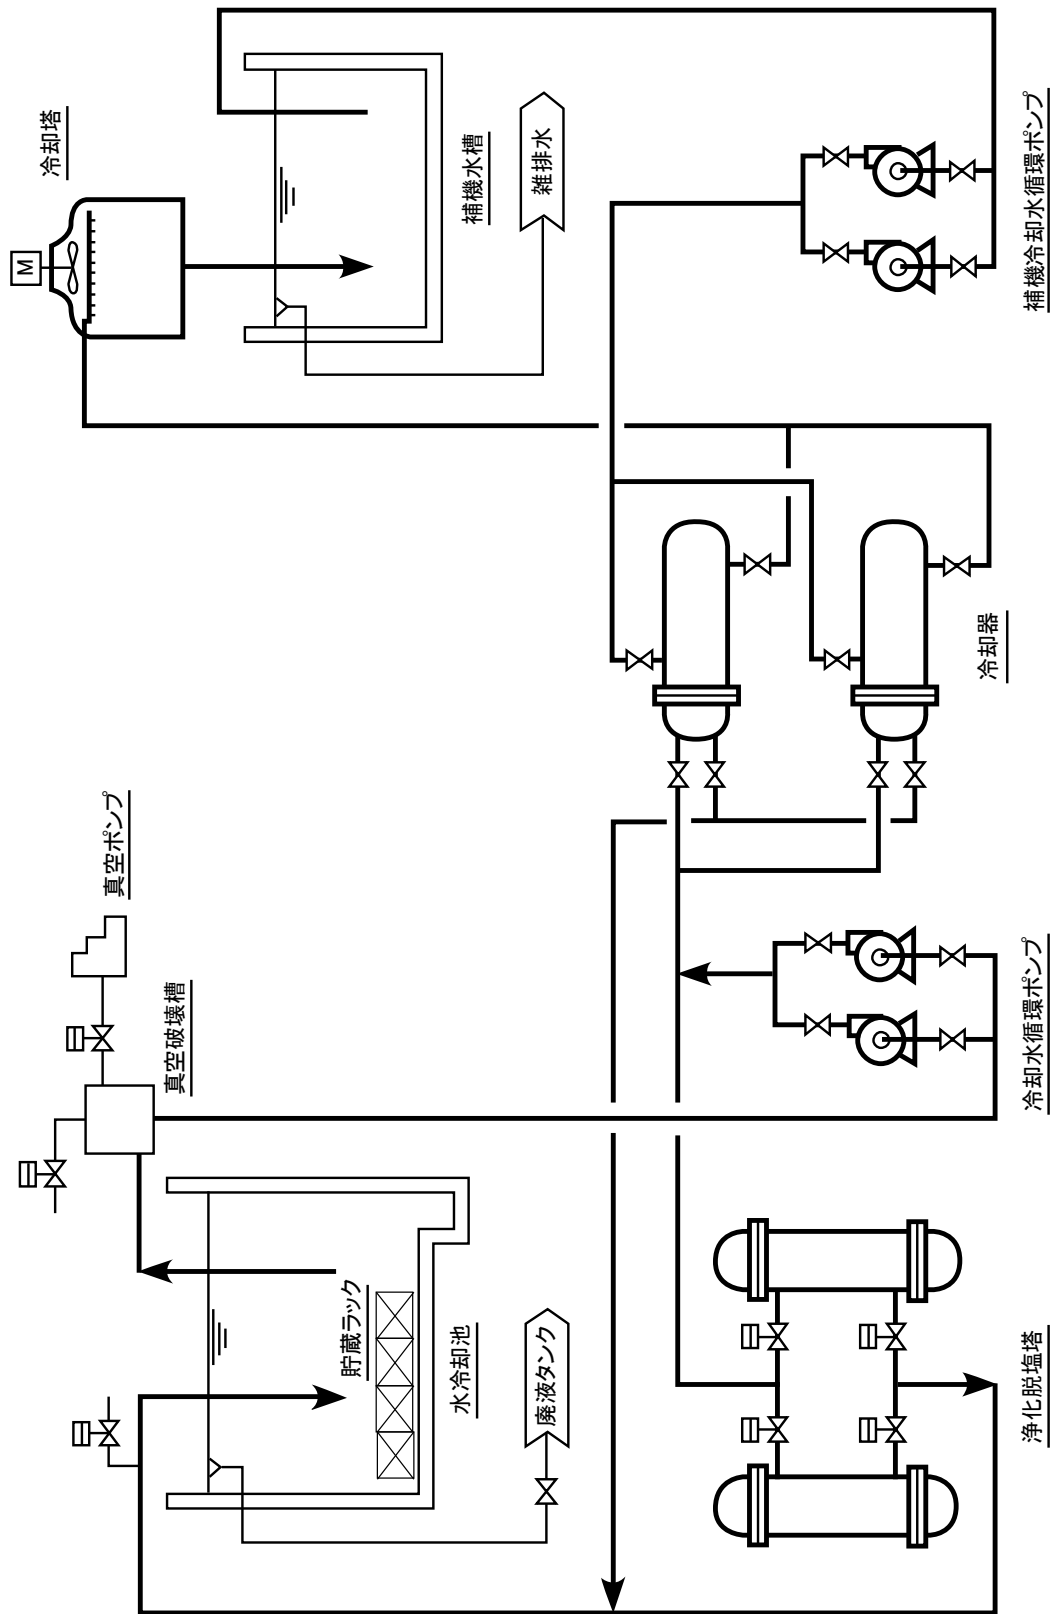 冷却塔
M
補機水槽
雑排水
補機冷却水循環ポンプ
冷却器
真空ポンプ
真空破壊槽
冷却水循環ポンプ
貯蔵ラック
水冷却池
廃液タンク
浄化脱塩塔